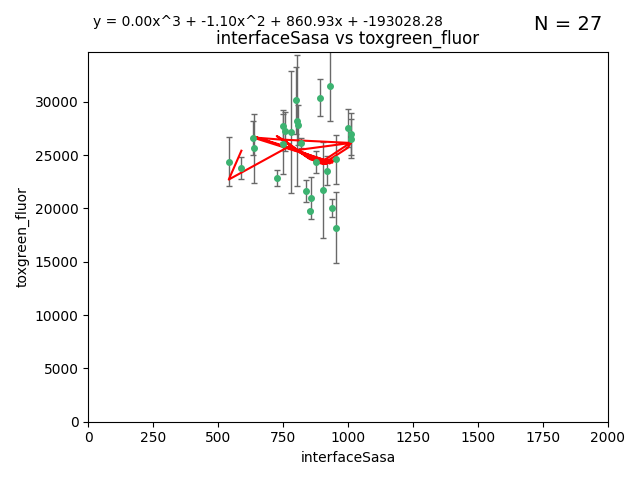 y = 0.00x^3 + -1.10x^2 + 860.93x + -193028.28
N = 27
interfaceSasa vs toxgreen_fluor
30000
25000
20000
15000
10000
5000
0
toxgreen_fluor
0 250 500 750 1000 1250 1500 1750 2000
interfaceSasa